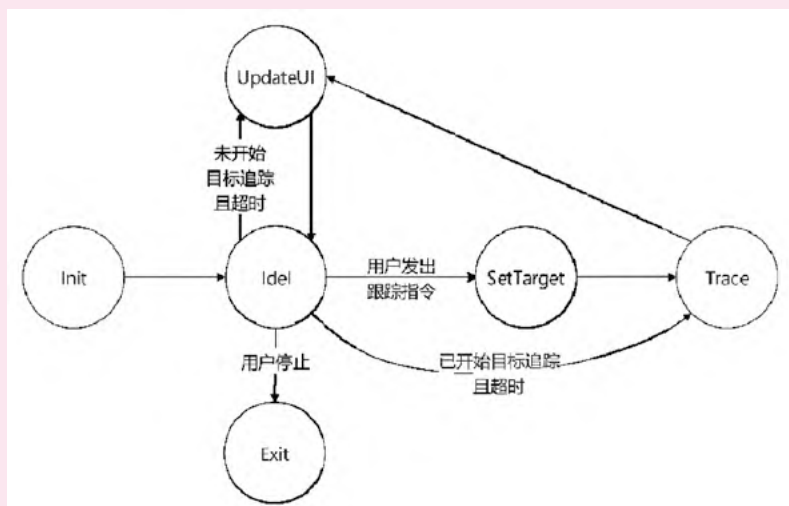 UpdateUI
未开始
目标追踪
且超时
Init
Idel
用户发出
跟踪指令
SetTarget
Trace
用户停止
已开始目标追踪
且超时
Exit